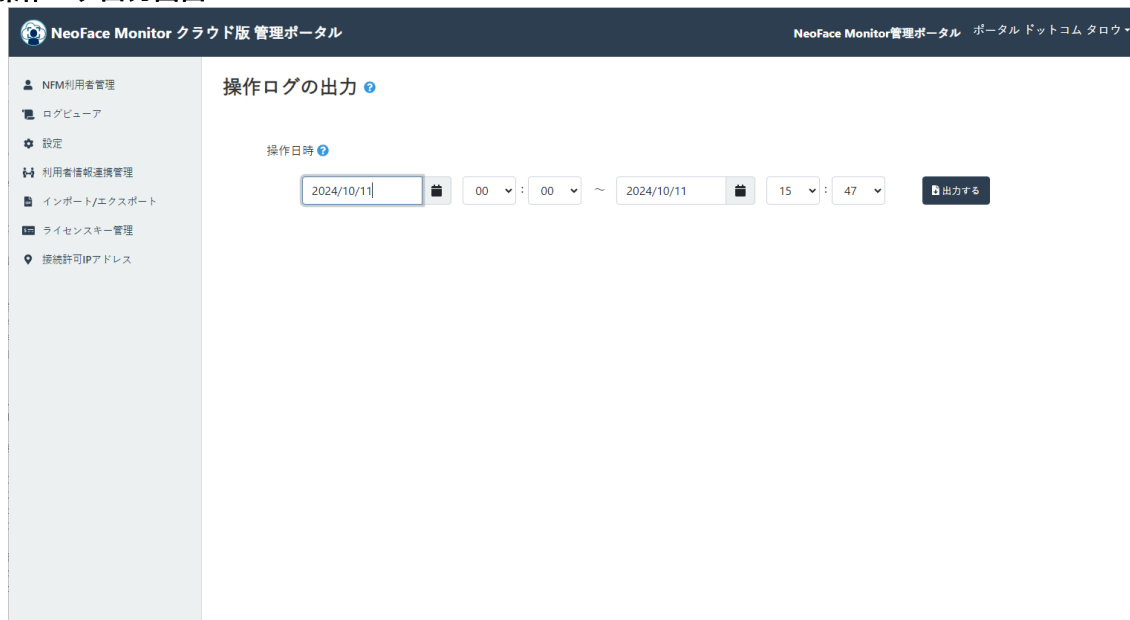 NeoFace Monitor クラウド版 管理ポータル
NeoFace Monitor管理ポータル ポータル ドットコム タロウ
NFM利用者管理
ログビューア
設定
利用者情報連携管理
インポート/エクスポート
ライセンスキー管理
接続許可IPアドレス
操作ログの出力
操作日時
2024/10/11 00 : 00 ～ 2024/10/11 15 : 47 出力する